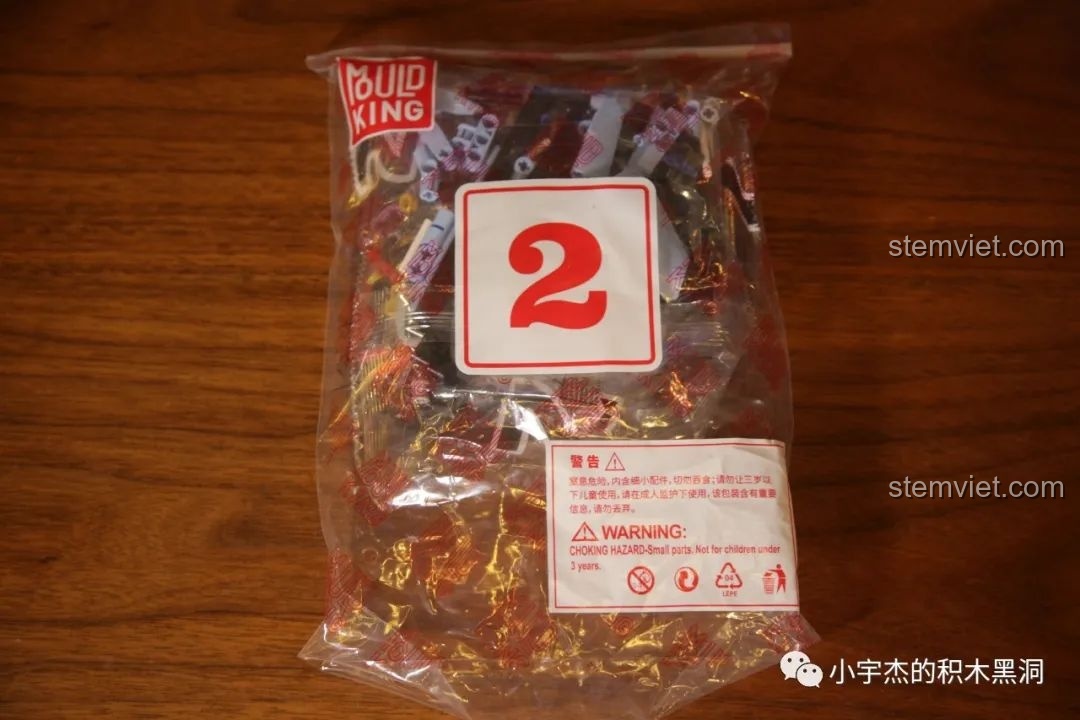 MOULD
KING
stemviet.com
2
警告
窒息危险,内含细小配件,切勿吞食;请勿让三岁以
下儿童使用,请在成人监护下使用,该包装含有重要
信息,请勿丢弃。
stemviet.com
WARNING:
CHOKING HAZARD-Small parts. Not for children under
3 years.
04
LEPE
小宇杰的积木黑洞